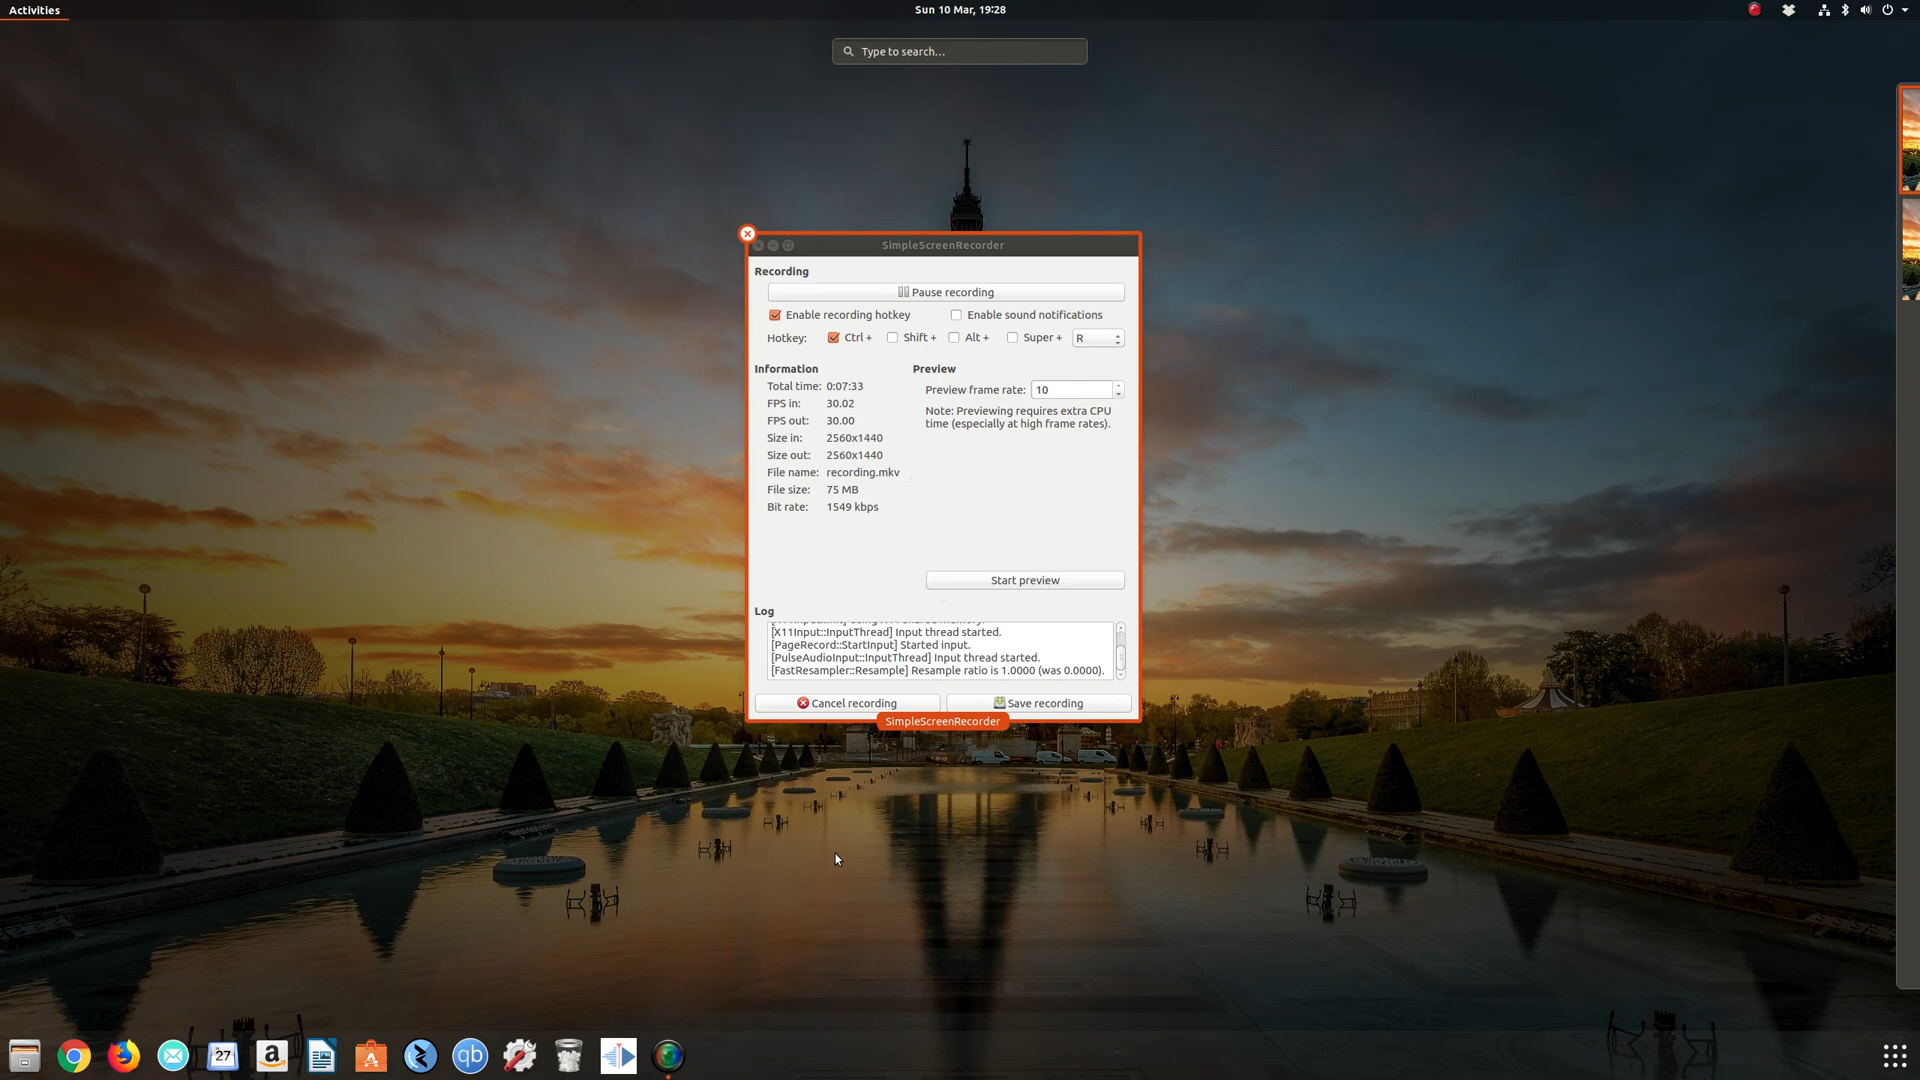 Activities
Sun 10 Mar, 19:28
Type to search...
SimpleScreenRecorder
Recording
Pause recording
Enable recording hotkey Enable sound notifications
Hotkey: Ctrl + Shift + Alt + Super + R
Information Preview
Total time: 0:07:33
Preview frame rate: 10
FPS in: 30.02
Note: Previewing requires extra CPU
time (especially at high frame rates).
FPS out: 30.00
Size in: 2560x1440
Size out: 2560x1440
File name: recording.mkv
File size: 75 MB
Bit rate: 1549 kbps
Start preview
Log
[X11Input::InputThread] Input thread started.
[PageRecord::StartInput] Started input.
[PulseAudioInput::InputThread] Input thread started.
[FastResampler::Resample] Resample ratio is 1.0000 (was 0.0000).
Cancel recording Save recording
SimpleScreenRecorder
27
a
A
qb